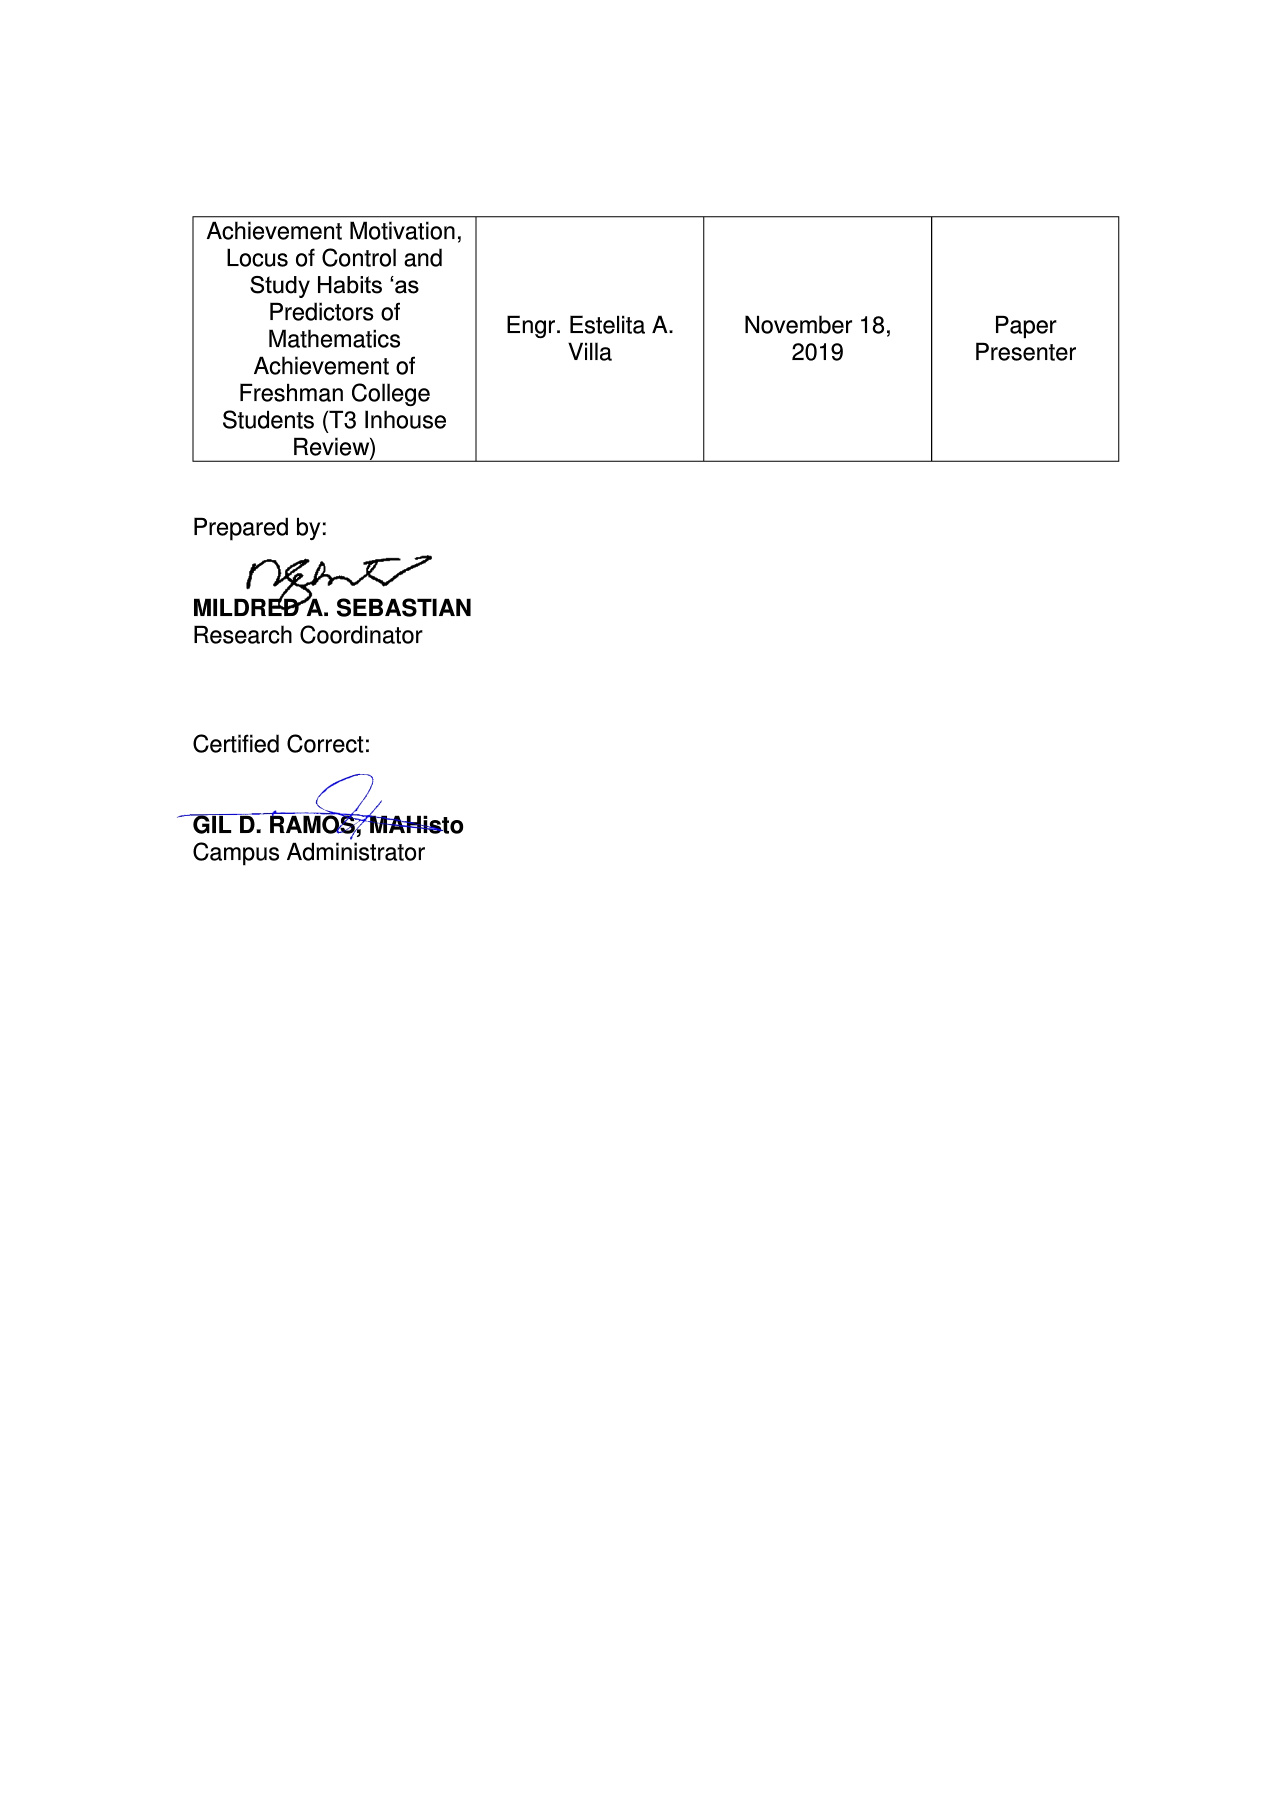 Achievement Motivation,
Locus of Control and
Study Habits ‘as
Predictors of
Mathematics
Achievement of
Freshman College
Students (T3 Inhouse
Review)
Engr. Estelita A.
Villa
November 18,
2019
Paper
Presenter
Prepared by:
MILDRED A. SEBASTIAN
Research Coordinator
Certified Correct:
GIL D. RAMOS, MAHisto
Campus Administrator